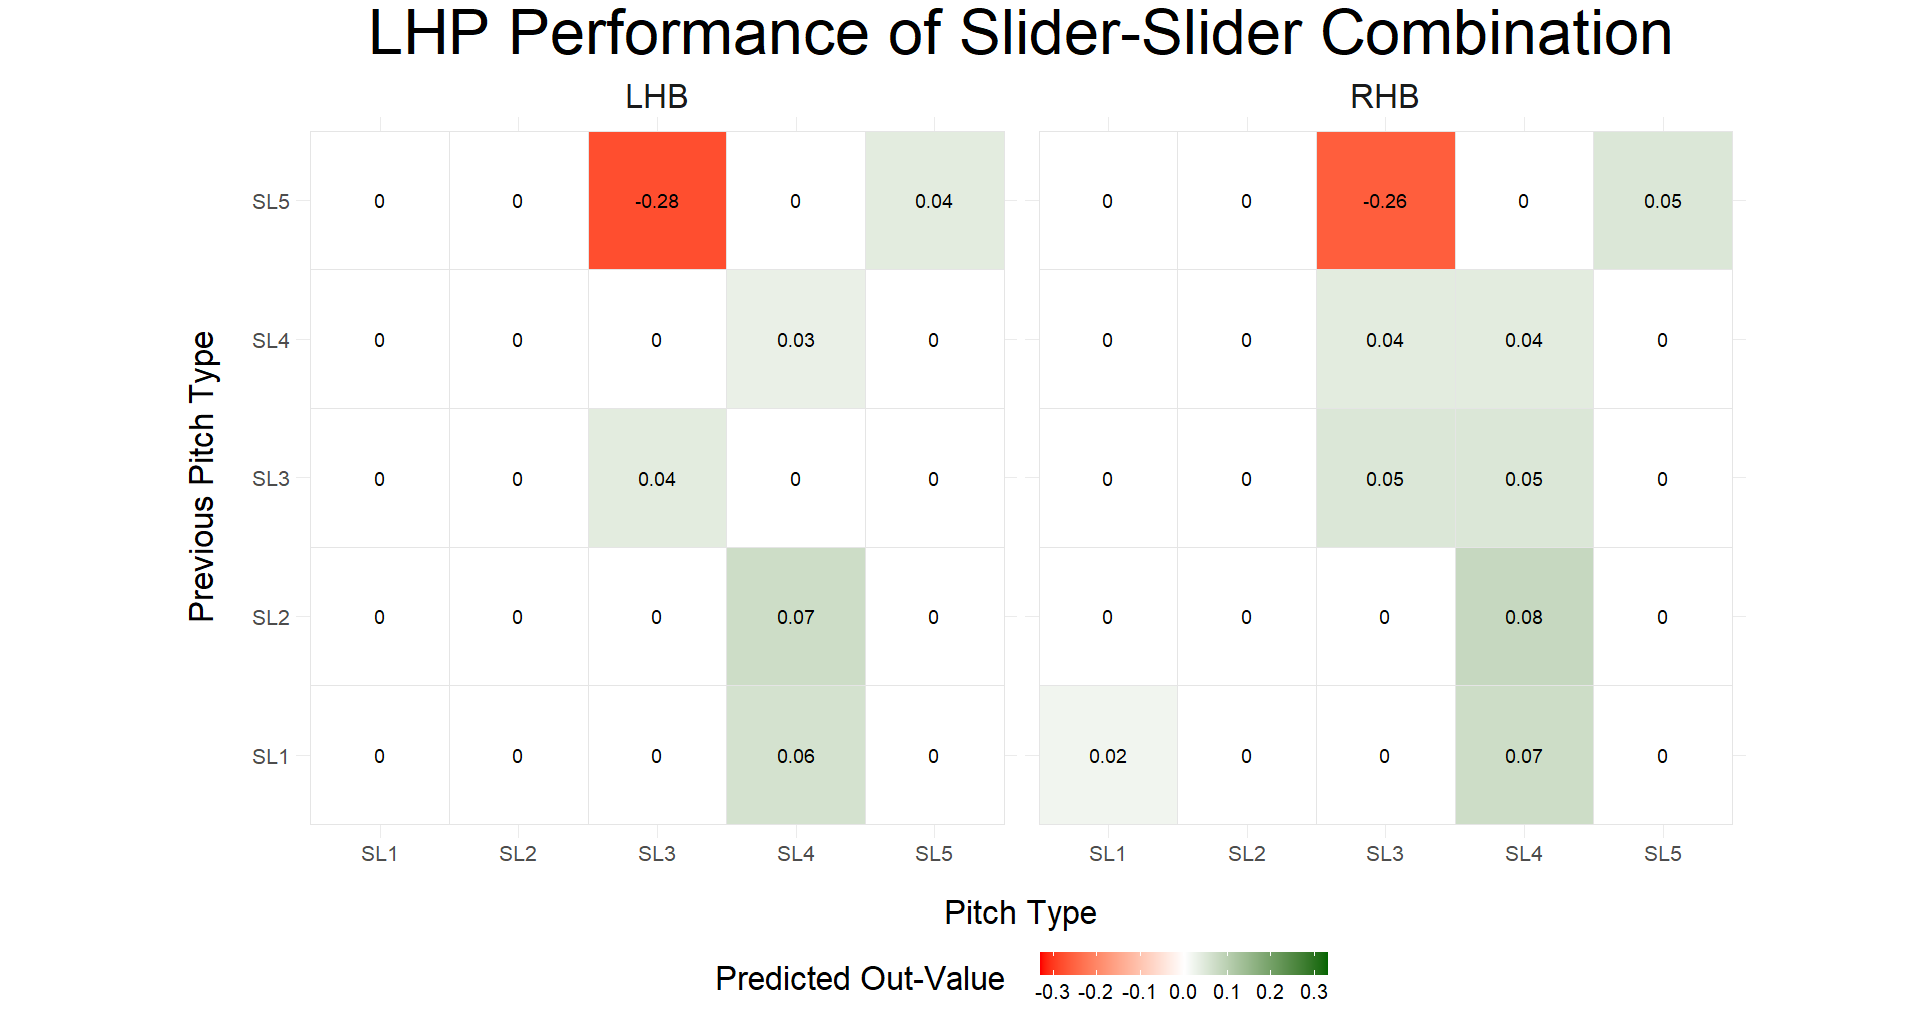 LHP Performance of Slider-Slider Combination
LHB RHB
SL5 0 0 -0.28 0 0.04 0 0 -0.26 0 0.05
SL4 0 0 0 0.03 0 0 0 0.04 0.04 0
SL3 0 0 0.04 0 0 0 0 0.05 0.05 0
SL2 0 0 0 0.07 0 0 0 0 0.08 0
SL1 0 0 0 0.06 0 0.02 0 0 0.07 0
Previous Pitch Type
SL1 SL2 SL3 SL4 SL5 SL1 SL2 SL3 SL4 SL5
Pitch Type
Predicted Out-Value
-0.3 -0.2 -0.1 0.0 0.1 0.2 0.3